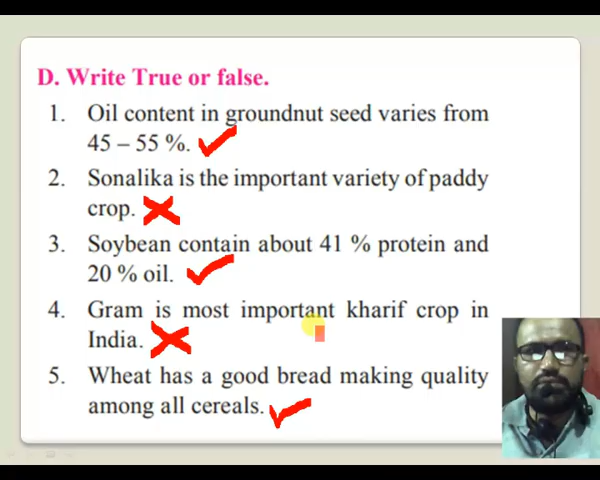 D. Write True or false.
1. Oil content in groundnut seed varies from
45 – 55 %.
2. Sonalika is the important variety of paddy
crop.
3. Soybean contain about 41 % protein and
20 % oil.
4. Gram is most important kharif crop in
India.
5. Wheat has a good bread making quality
among all cereals.